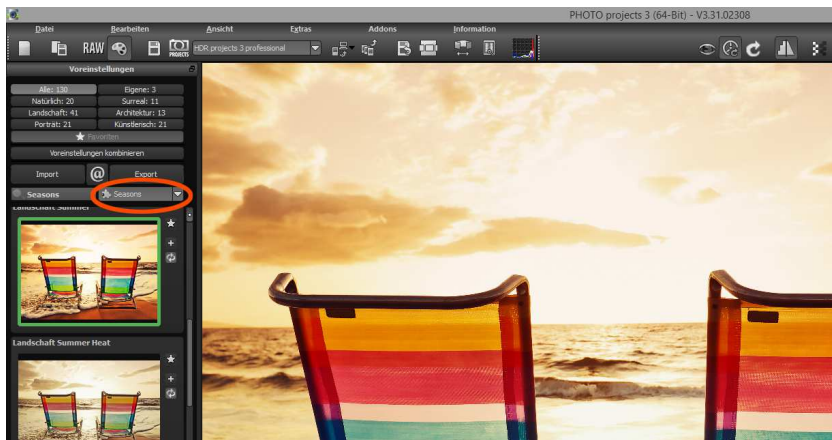 PHOTO projects 3 (64-Bit) - V3.31.02308
Datei Bearbeiten Ansicht Extras Addons Information
RAW PROJECTS HDR projects 3 professional
Voreinstellungen
Alle: 130 Eigene: 3
Natürlich: 20 Surreal: 11
Landschaft: 41 Architektur: 13
Porträt: 21 Künstlerisch: 21
Favoriten
Voreinstellungen kombinieren
Import @ Export
Seasons Seasons
Landschaft Summer
Landschaft Summer Heat